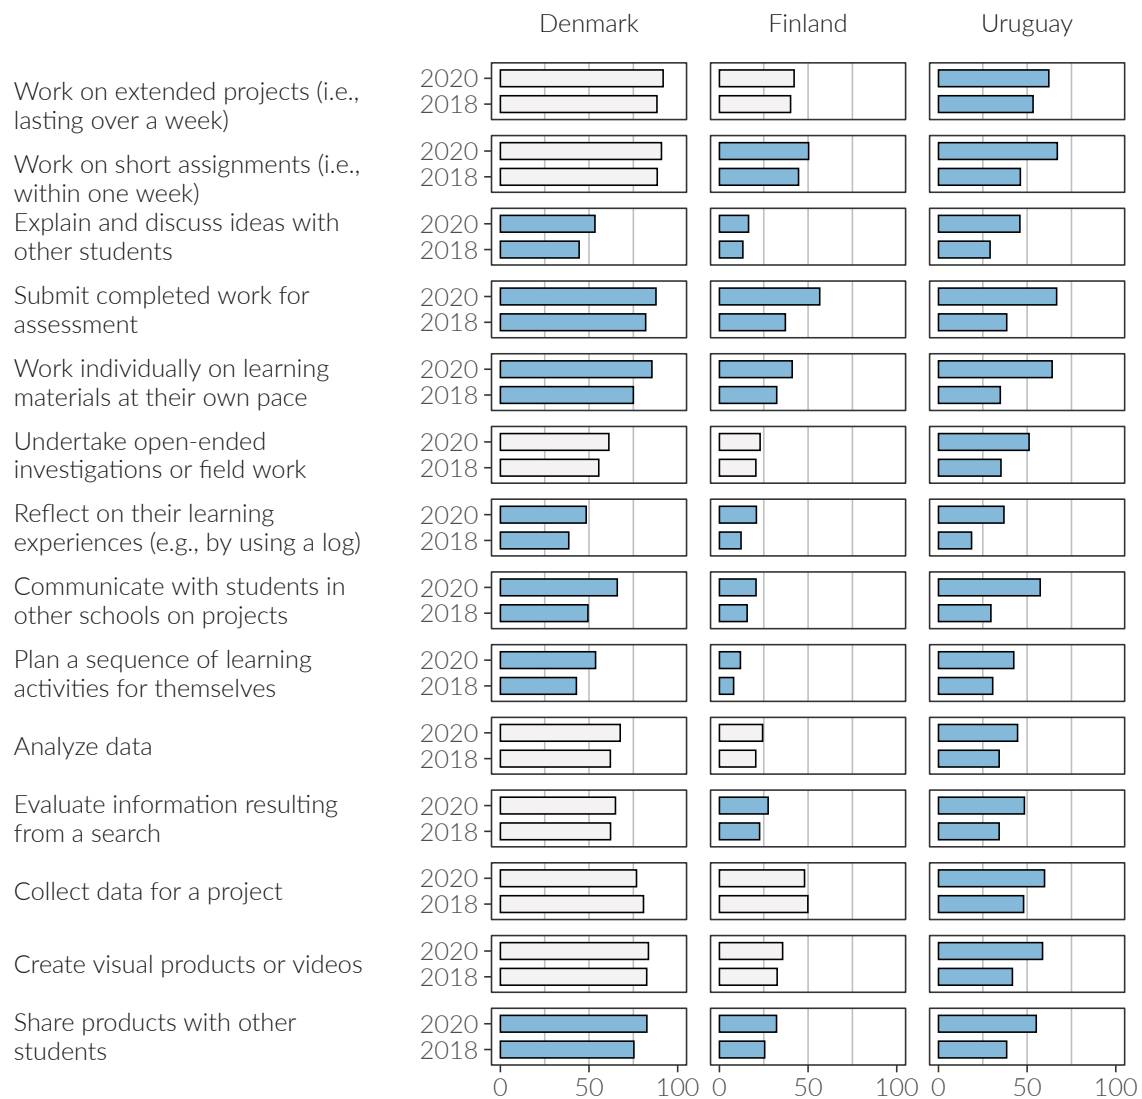 Denmark Finland Uruguay
2020
Work on extended projects (i.e.,
2018
lasting over a week)
2020
Work on short assignments (i.e.,
2018
within one week)
Explain and discuss ideas with
2020
other students
2018
Submit completed work for
2020
assessment
2018
Work individually on learning
2020
materials at their own pace
2018
Undertake open-ended
2020
investigations or field work
2018
Reflect on their learning
2020
experiences (e.g., by using a log)
2018
Communicate with students in
2020
other schools on projects
2018
Plan a sequence of learning
2020
activities for themselves
2018
2020
Analyze data
2018
Evaluate information resulting
2020
from a search
2018
2020
Collect data for a project
2018
2020
Create visual products or videos
2018
Share products with other
2020
students
2018
0 50 100 0 50 100 0 50 100